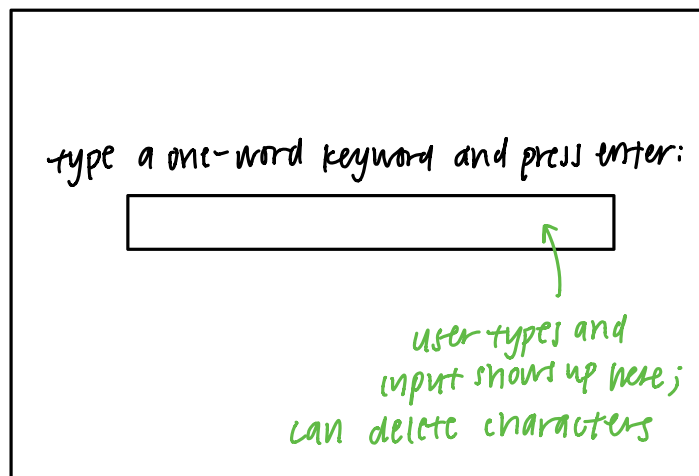 type a one-word keyword and press enter:
user types and
input shows up here;
can delete characters